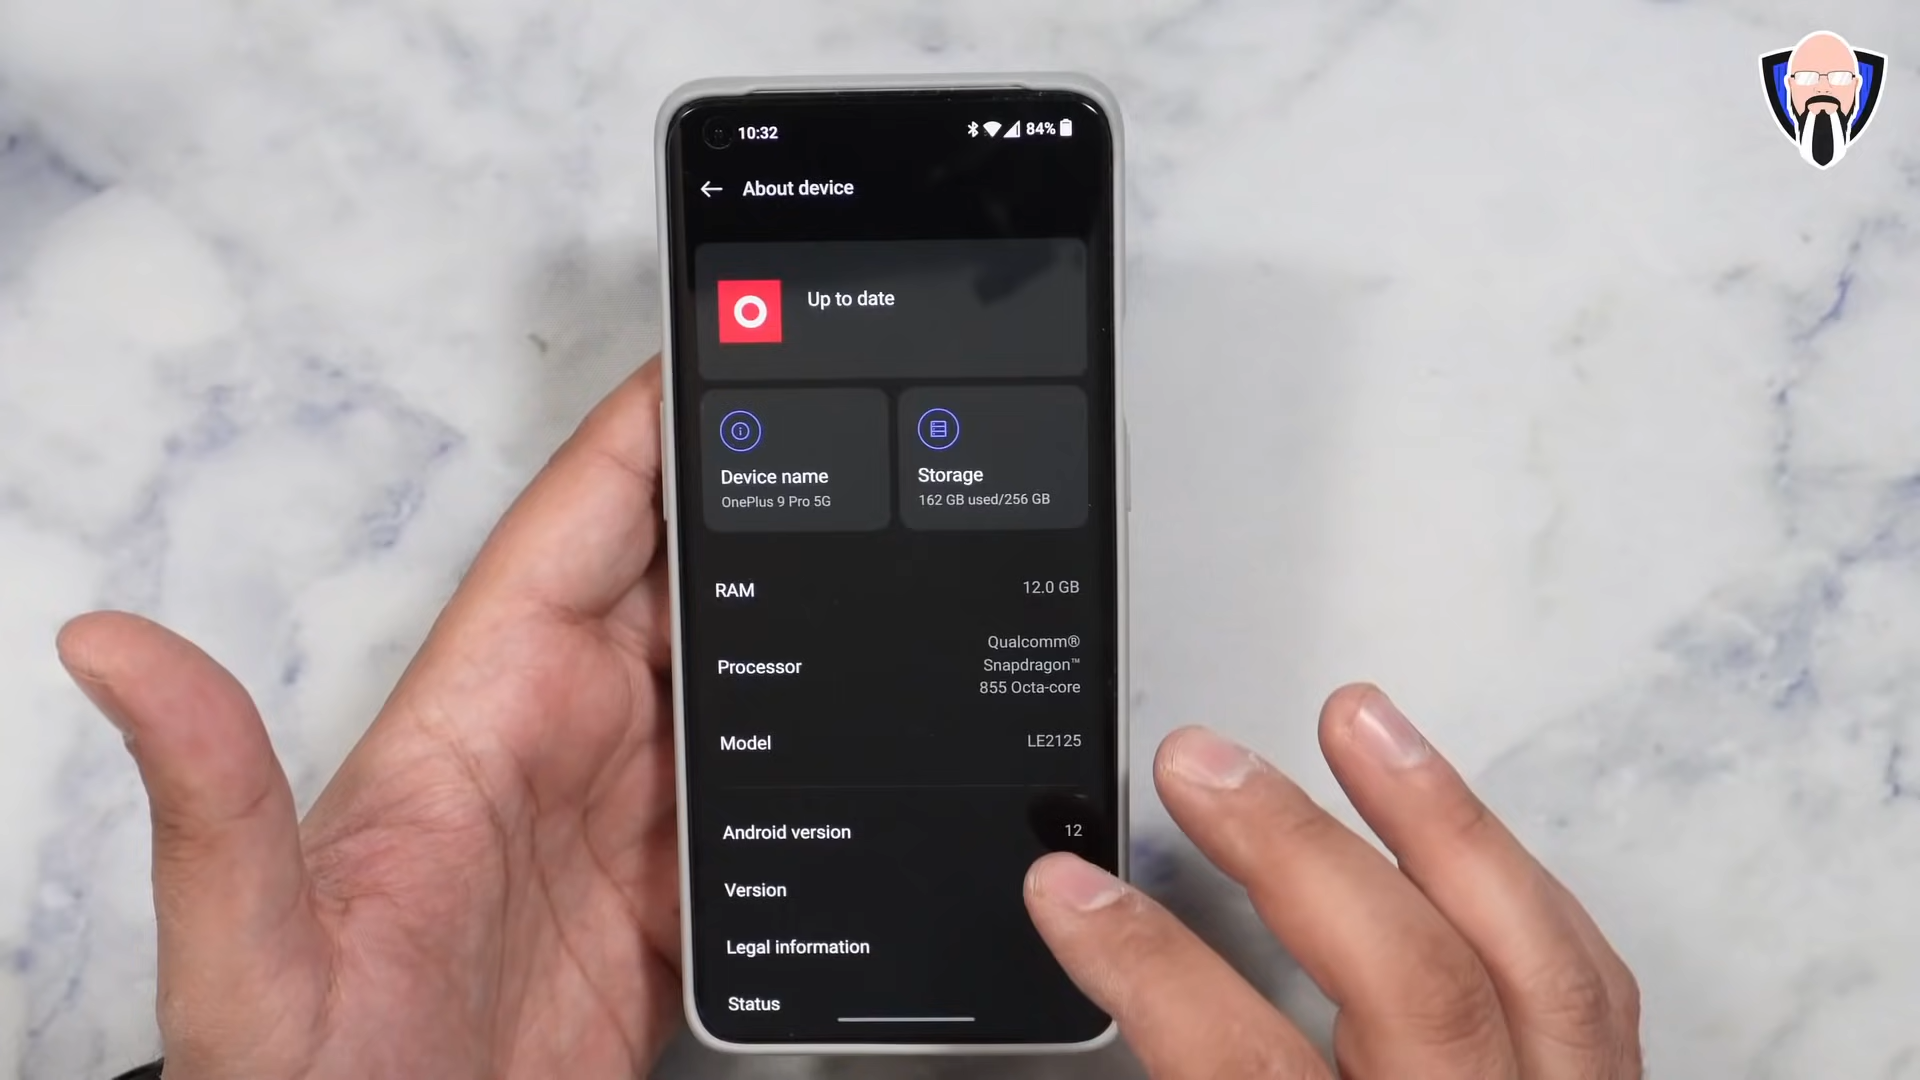 10:32
84%
About device
Up to date
Device name
OnePlus 9 Pro 5G
Storage
162 GB used/256 GB
RAM
12.0 GB
Processor
Qualcomm®
Snapdragon™
855 Octa-core
Model
LE2125
Android version
12
Version
Legal information
Status